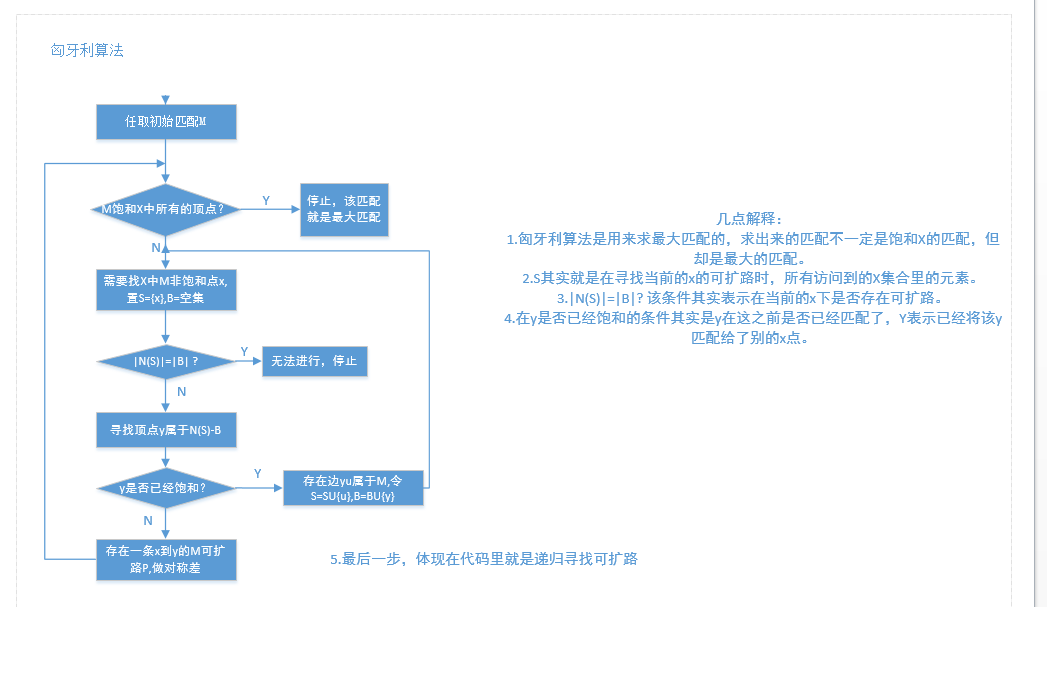 匈牙利算法
任取初始匹配M
M饱和X中所有的顶点？
Y
停止，该匹配
就是最大匹配
N
需要找X中M非饱和点x,
置S={x},B=空集
|N(S)|=|B|？
Y
无法进行，停止
N
寻找顶点y属于N(S)-B
y是否已经饱和？
Y
存在边yu属于M,令
S=SU{u},B=BU{y}
N
存在一条x到y的M可扩
路P,做对称差
几点解释：
1.匈牙利算法是用来求最大匹配的，求出来的匹配不一定是饱和X的匹配，但
却是最大的匹配。
2.S其实就是在寻找当前的x的可扩路时，所有访问到的X集合里的元素。
3.|N(S)|=|B|? 该条件其实表示在当前的x下是否存在可扩路。
4.在y是否已经饱和的条件其实是y在这之前是否已经匹配了，Y表示已经将该y
匹配给了别的x点。
5.最后一步，体现在代码里就是递归寻找可扩路